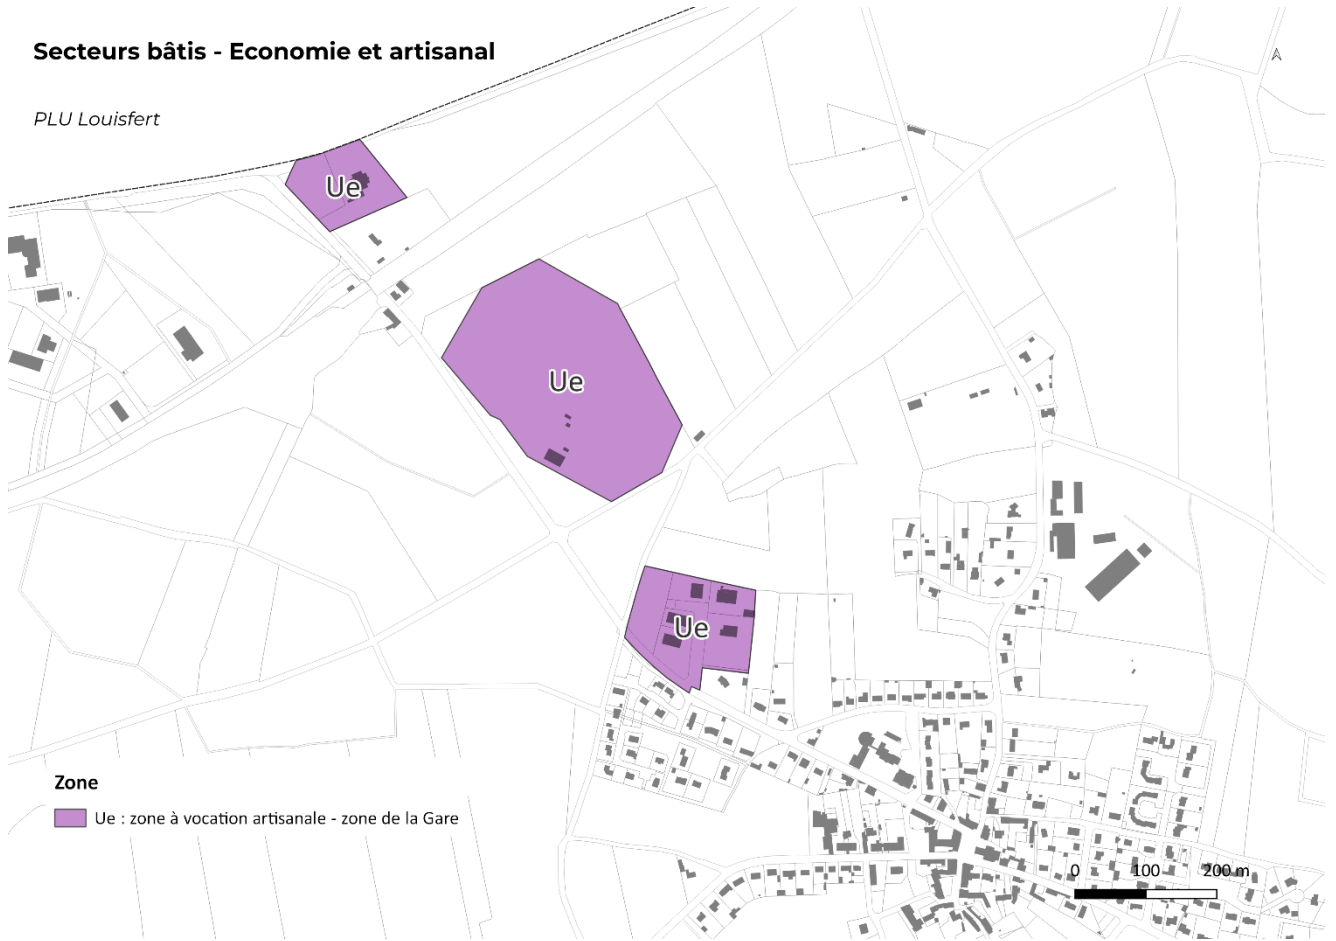 Secteurs bâtis - Economie et artisanal
PLU Louisfert
Ue
Ue
Ue
Zone
Ue : zone à vocation artisanale - zone de la Gare
0 100 200 m